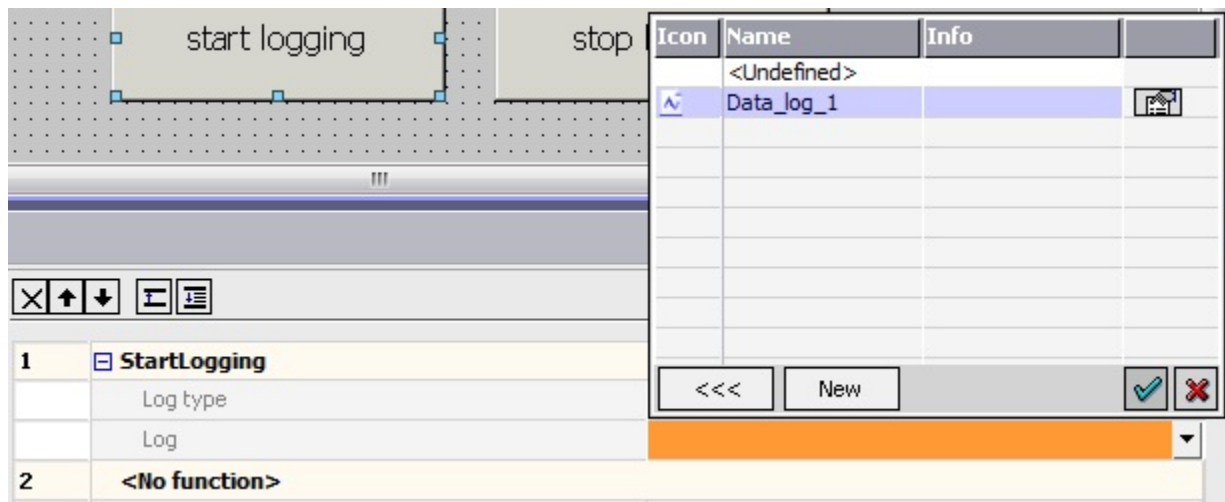 start logging
stop
Icon Name Info
<Undefined>
Data_log_1
<<< New
1 StartLogging
Log type
Log
2 <No function>